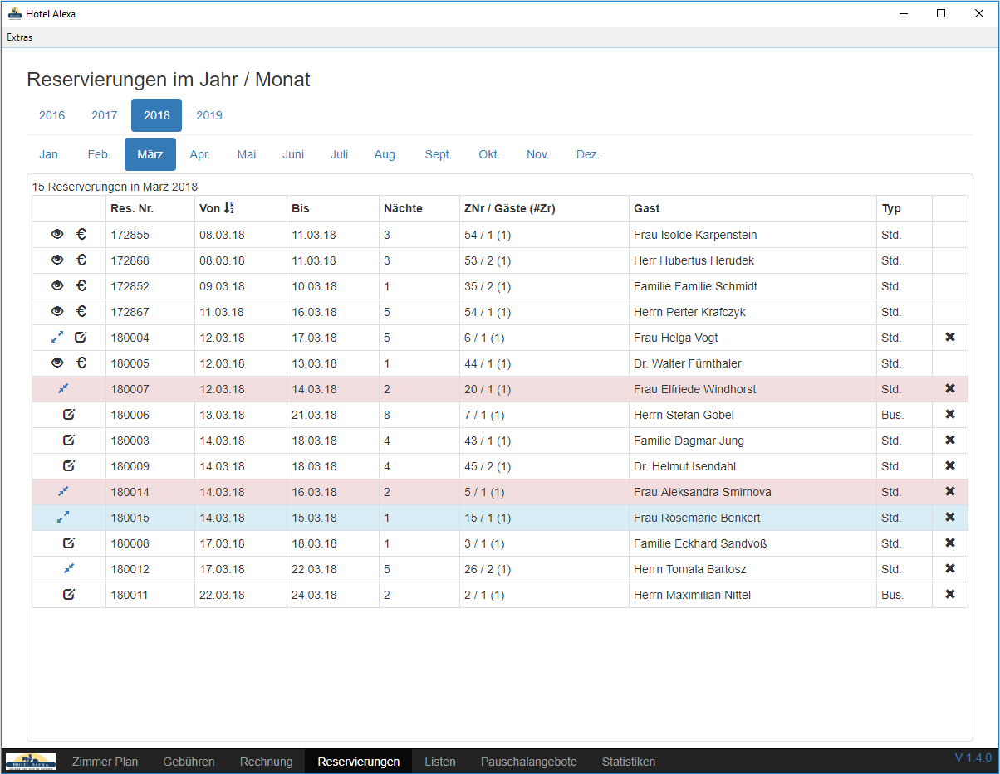 Hotel Alexa
Extras
Reservierungen im Jahr / Monat
2016 2017 2018 2019
Jan. Feb. März Apr. Mai Juni Juli Aug. Sept. Okt. Nov. Dez.
15 Reserverungen in März 2018
Res. Nr. Von Bis Nächte ZNr / Gäste (#Zr) Gast Typ
€ 172855 08.03.18 11.03.18 3 54 / 1 (1) Frau Isolde Karpenstein Std.
€ 172868 08.03.18 11.03.18 3 53 / 2 (1) Herr Hubertus Herudek Std.
€ 172852 09.03.18 10.03.18 1 35 / 2 (1) Familie Familie Schmidt Std.
€ 172867 11.03.18 16.03.18 5 54 / 1 (1) Herrn Perter Krafczyk Std.
180004 12.03.18 17.03.18 5 6 / 1 (1) Frau Helga Vogt Std.
€ 180005 12.03.18 13.03.18 1 44 / 1 (1) Dr. Walter Fürnthaler Std.
180007 12.03.18 14.03.18 2 20 / 1 (1) Frau Elfriede Windhorst Std.
180006 13.03.18 21.03.18 8 7 / 1 (1) Herrn Stefan Göbel Bus.
180003 14.03.18 18.03.18 4 43 / 1 (1) Familie Dagmar Jung Std.
180009 14.03.18 18.03.18 4 45 / 2 (1) Dr. Helmut Isendahl Std.
180014 14.03.18 16.03.18 2 5 / 1 (1) Frau Aleksandra Smirnova Std.
180015 14.03.18 15.03.18 1 15 / 1 (1) Frau Rosemarie Benkert Std.
180008 17.03.18 18.03.18 1 3 / 1 (1) Familie Eckhard Sandvoß Std.
180012 17.03.18 22.03.18 5 26 / 2 (1) Herrn Tomala Bartosz Std.
180011 22.03.18 24.03.18 2 2 / 1 (1) Herrn Maximilian Nittel Bus.
HOTEL ALEXA Zimmer Plan Gebühren Rechnung Reservierungen Listen Pauschalangebote Statistiken V 1.4.0